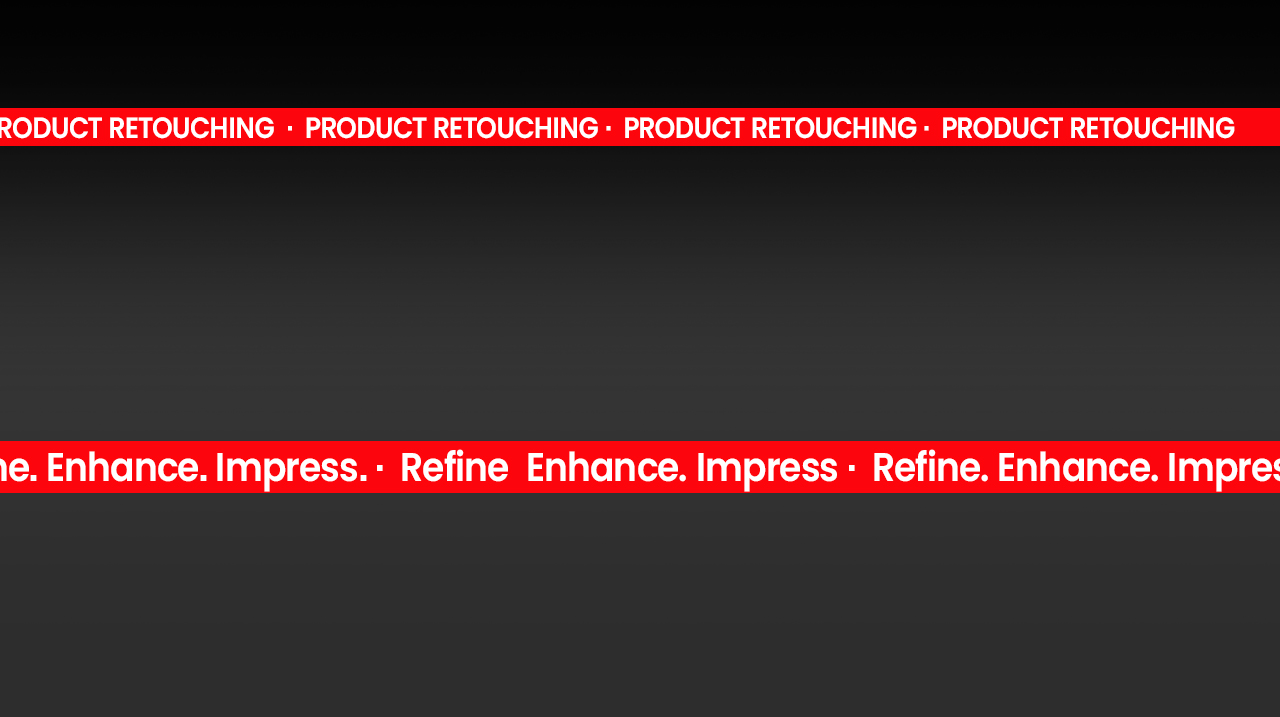 RODUCT RETOUCHING · PRODUCT RETOUCHING · PRODUCT RETOUCHING · PRODUCT RETOUCHING
ne. Enhance. Impress. · Refine Enhance. Impress · Refine. Enhance. Impres